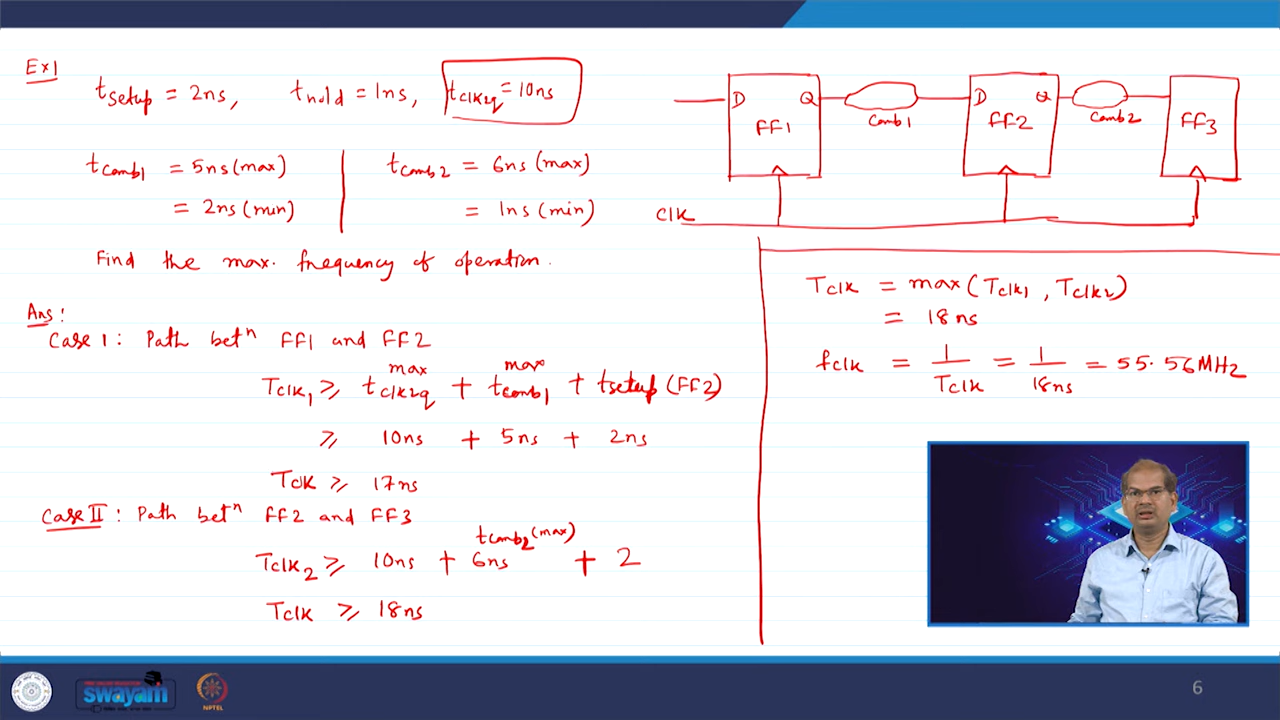 Ex1
tsetup = 2ns, thold = 1ns, tclk2q = 10ns
tcomb1 = 5ns (max)
= 2ns (min)
tcomb2 = 6ns (max)
= 1ns (min)
Find the max. frequency of operation.
D Q
FF1
Comb1
D Q
FF2
Comb2
FF3
Clk
Ans:
Case 1: Path betn FF1 and FF2
Tclk1 ≥ tclk2q max + tcomb1 max + tsetup (FF2)
≥ 10ns + 5ns + 2ns
Tclk ≥ 17ns
Case II: Path betn FF2 and FF3
tcomb2 (max)
Tclk2 ≥ 10ns + 6ns + 2
Tclk ≥ 18ns
Tclk = max (Tclk1, Tclk2)
= 18ns
fclk = 1/Tclk = 1/18ns = 55.56MHz
swayam
NPTEL
6